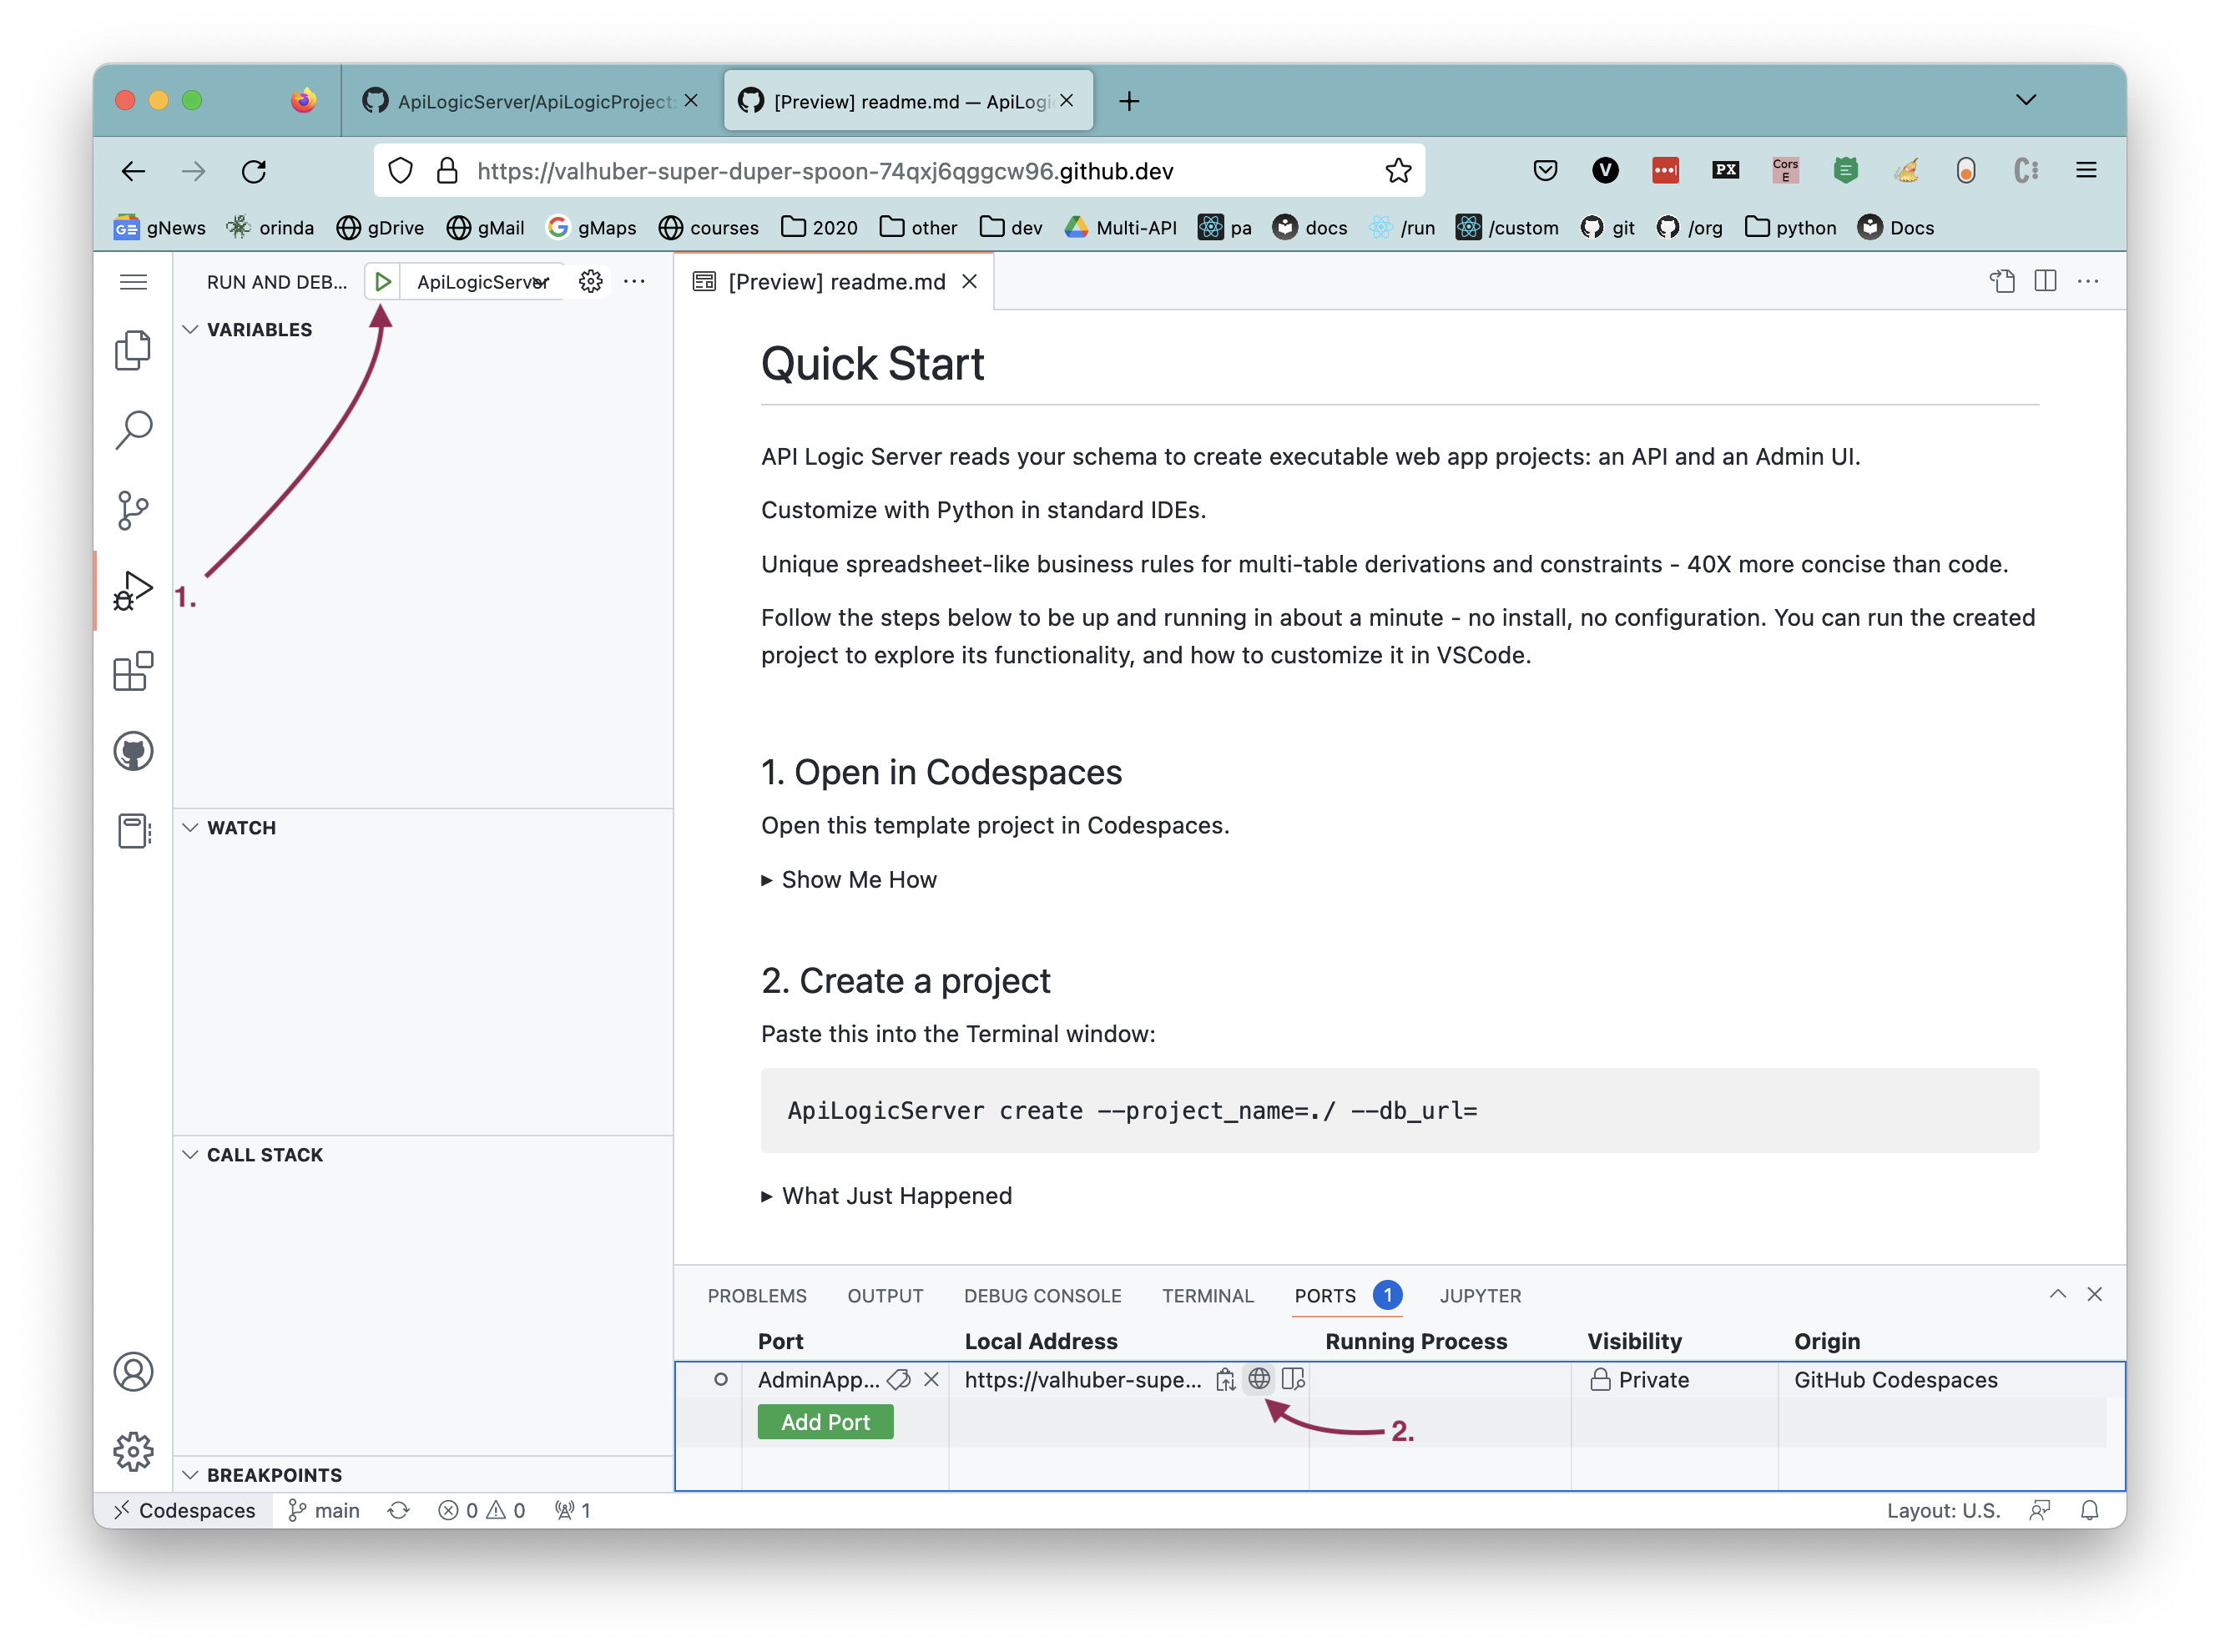 ApiLogicServer/ApiLogicProject:
[Preview] readme.md — ApiLogi
https://valhuber-super-duper-spoon-74qxj6qggcw96.github.dev
V
PX
Cors
E
gNews
orinda
gDrive
gMail
gMaps
courses
2020
other
dev
Multi-API
pa
docs
/run
/custom
git
/org
python
Docs
RUN AND DEB...
ApiLogicServer
[Preview] readme.md
VARIABLES
1.
WATCH
CALL STACK
BREAKPOINTS
Quick Start
API Logic Server reads your schema to create executable web app projects: an API and an Admin UI.
Customize with Python in standard IDEs.
Unique spreadsheet-like business rules for multi-table derivations and constraints - 40X more concise than code.
Follow the steps below to be up and running in about a minute - no install, no configuration. You can run the created
project to explore its functionality, and how to customize it in VSCode.
1. Open in Codespaces
Open this template project in Codespaces.
Show Me How
2. Create a project
Paste this into the Terminal window:
ApiLogicServer create --project_name=./ --db_url=
What Just Happened
PROBLEMS OUTPUT DEBUG CONSOLE TERMINAL PORTS 1 JUPYTER
Port Local Address Running Process Visibility Origin
AdminApp... https://valhuber-supe... Private GitHub Codespaces
Add Port
2.
Codespaces main 0 0 1 Layout: U.S.